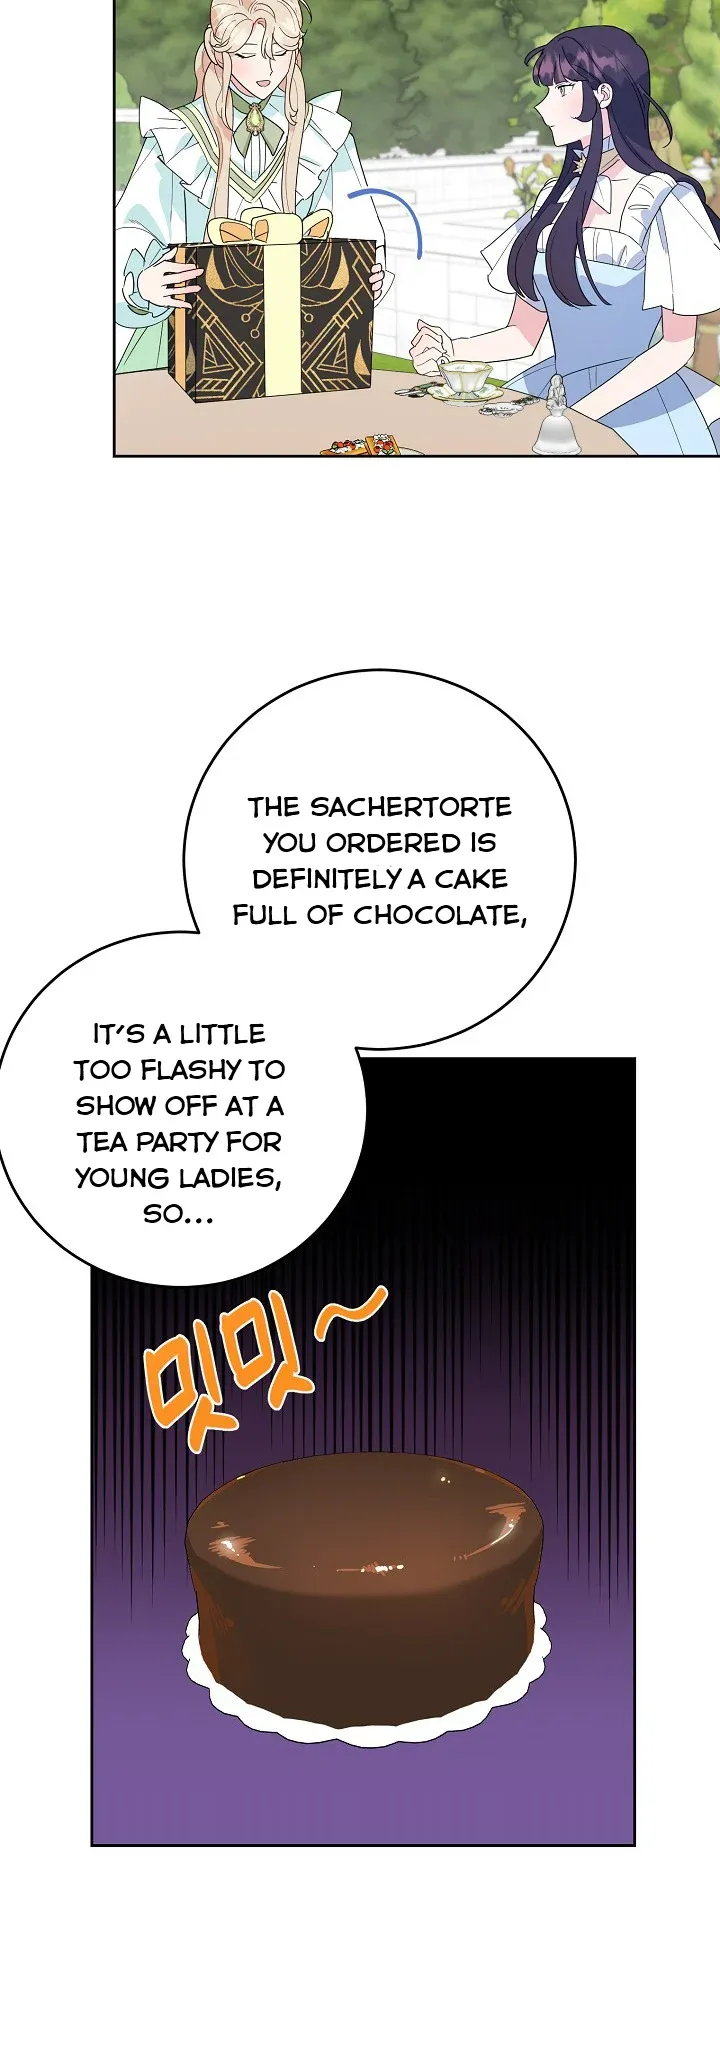 THE SACHERTORTE
YOU ORDERED IS
DEFINITELY A CAKE
FULL OF CHOCOLATE,
IT'S A LITTLE
TOO FLASHY TO
SHOW OFF AT A
TEA PARTY FOR
YOUNG LADIES,
SO...
밋밋~